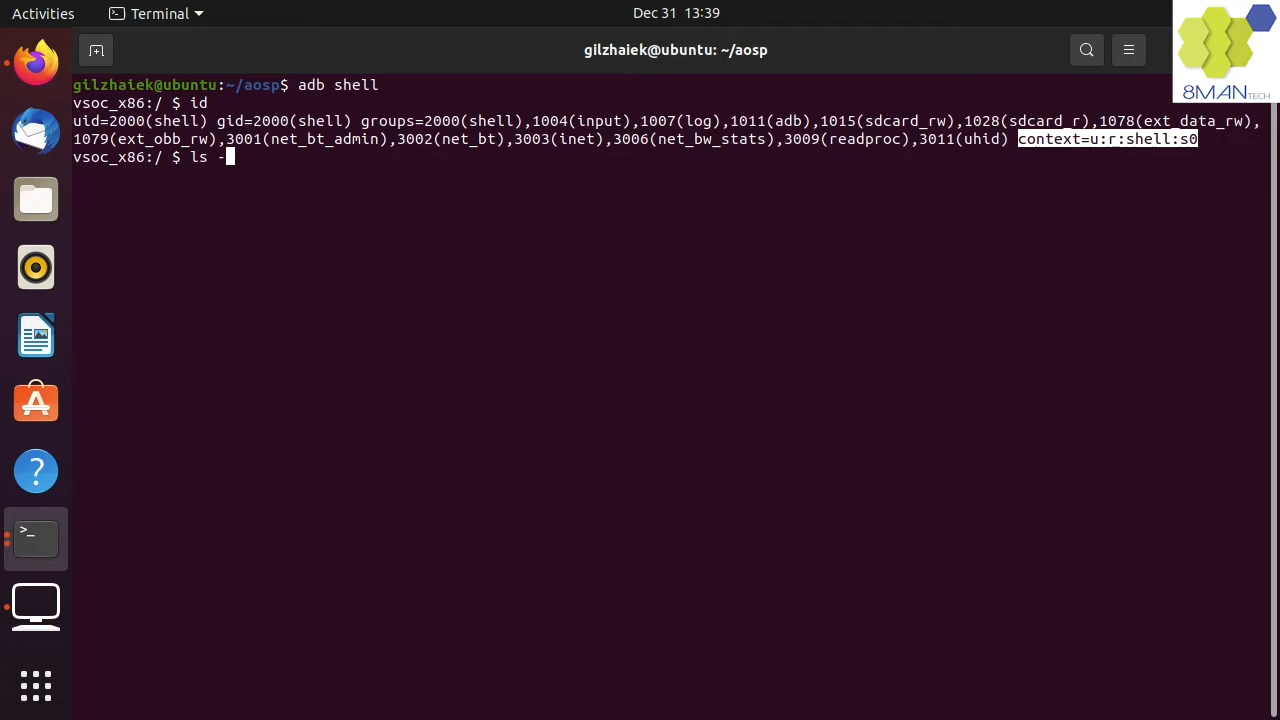 Activities
Terminal
Dec 31 13:39
gilzhaiek@ubuntu: ~/aosp
8MANTECH
gilzhaiek@ubuntu:~/aosp$ adb shell
vsoc_x86:/ $ id
uid=2000(shell) gid=2000(shell) groups=2000(shell),1004(input),1007(log),1011(adb),1015(sdcard_rw),1028(sdcard_r),1078(ext_data_rw),
1079(ext_obb_rw),3001(net_bt_admin),3002(net_bt),3003(inet),3006(net_bw_stats),3009(readproc),3011(uhid) context=u:r:shell:s0
vsoc_x86:/ $ ls -